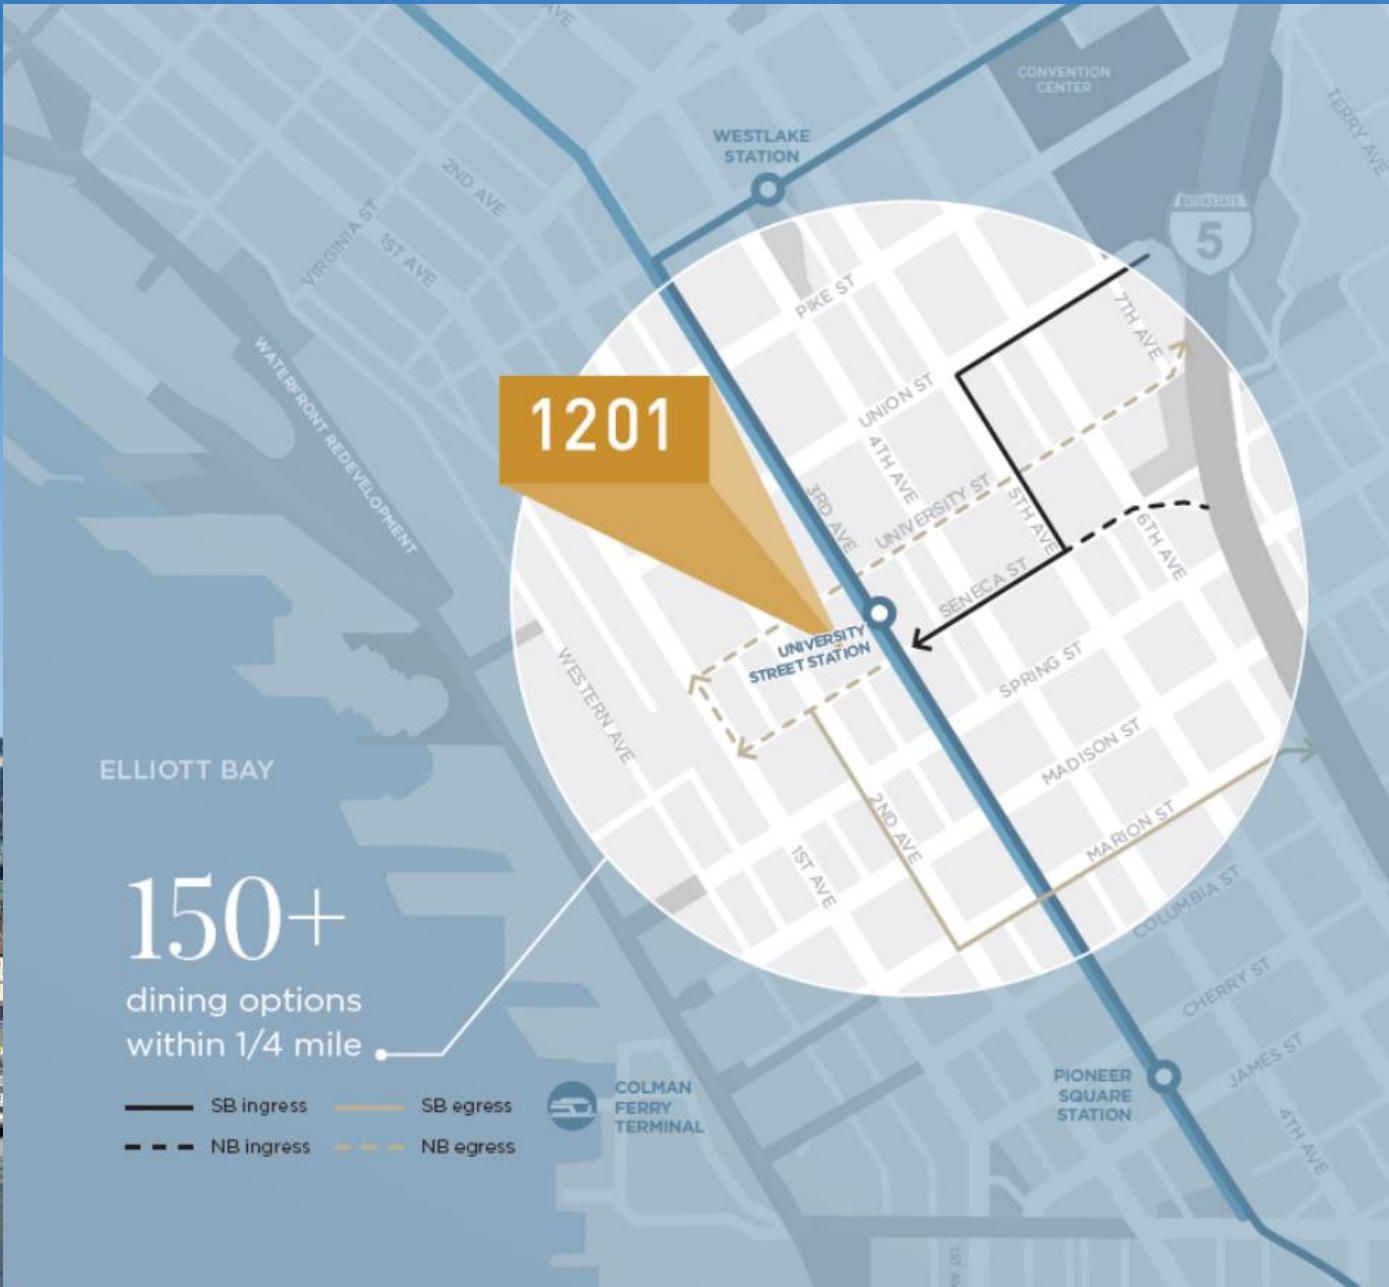 AVE
CONVENTION
CENTER
TERRY AVE
WESTLAKE
STATION
2ND AVE
VIRGINIA ST
1ST AVE
INTERSTATE
5
PIKE ST
7TH AVE
WATERFRONT REDEVELOPMENT
1201
UNION ST
4TH AVE
3RD AVE
UNIVERSITY ST
5TH AVE
6TH AVE
SENECA ST
UNIVERSITY
STREET STATION
WESTERN AVE
SPRING ST
MADISON ST
ELLIOTT BAY
2ND AVE
MARION ST
1ST AVE
COLUMBIA ST
150+
dining options
within 1/4 mile
CHERRY ST
JAMES ST
SB ingress
SB egress
NB ingress
NB egress
COLMAN
FERRY
TERMINAL
PIONEER
SQUARE
STATION
4TH AVE
1ST AV